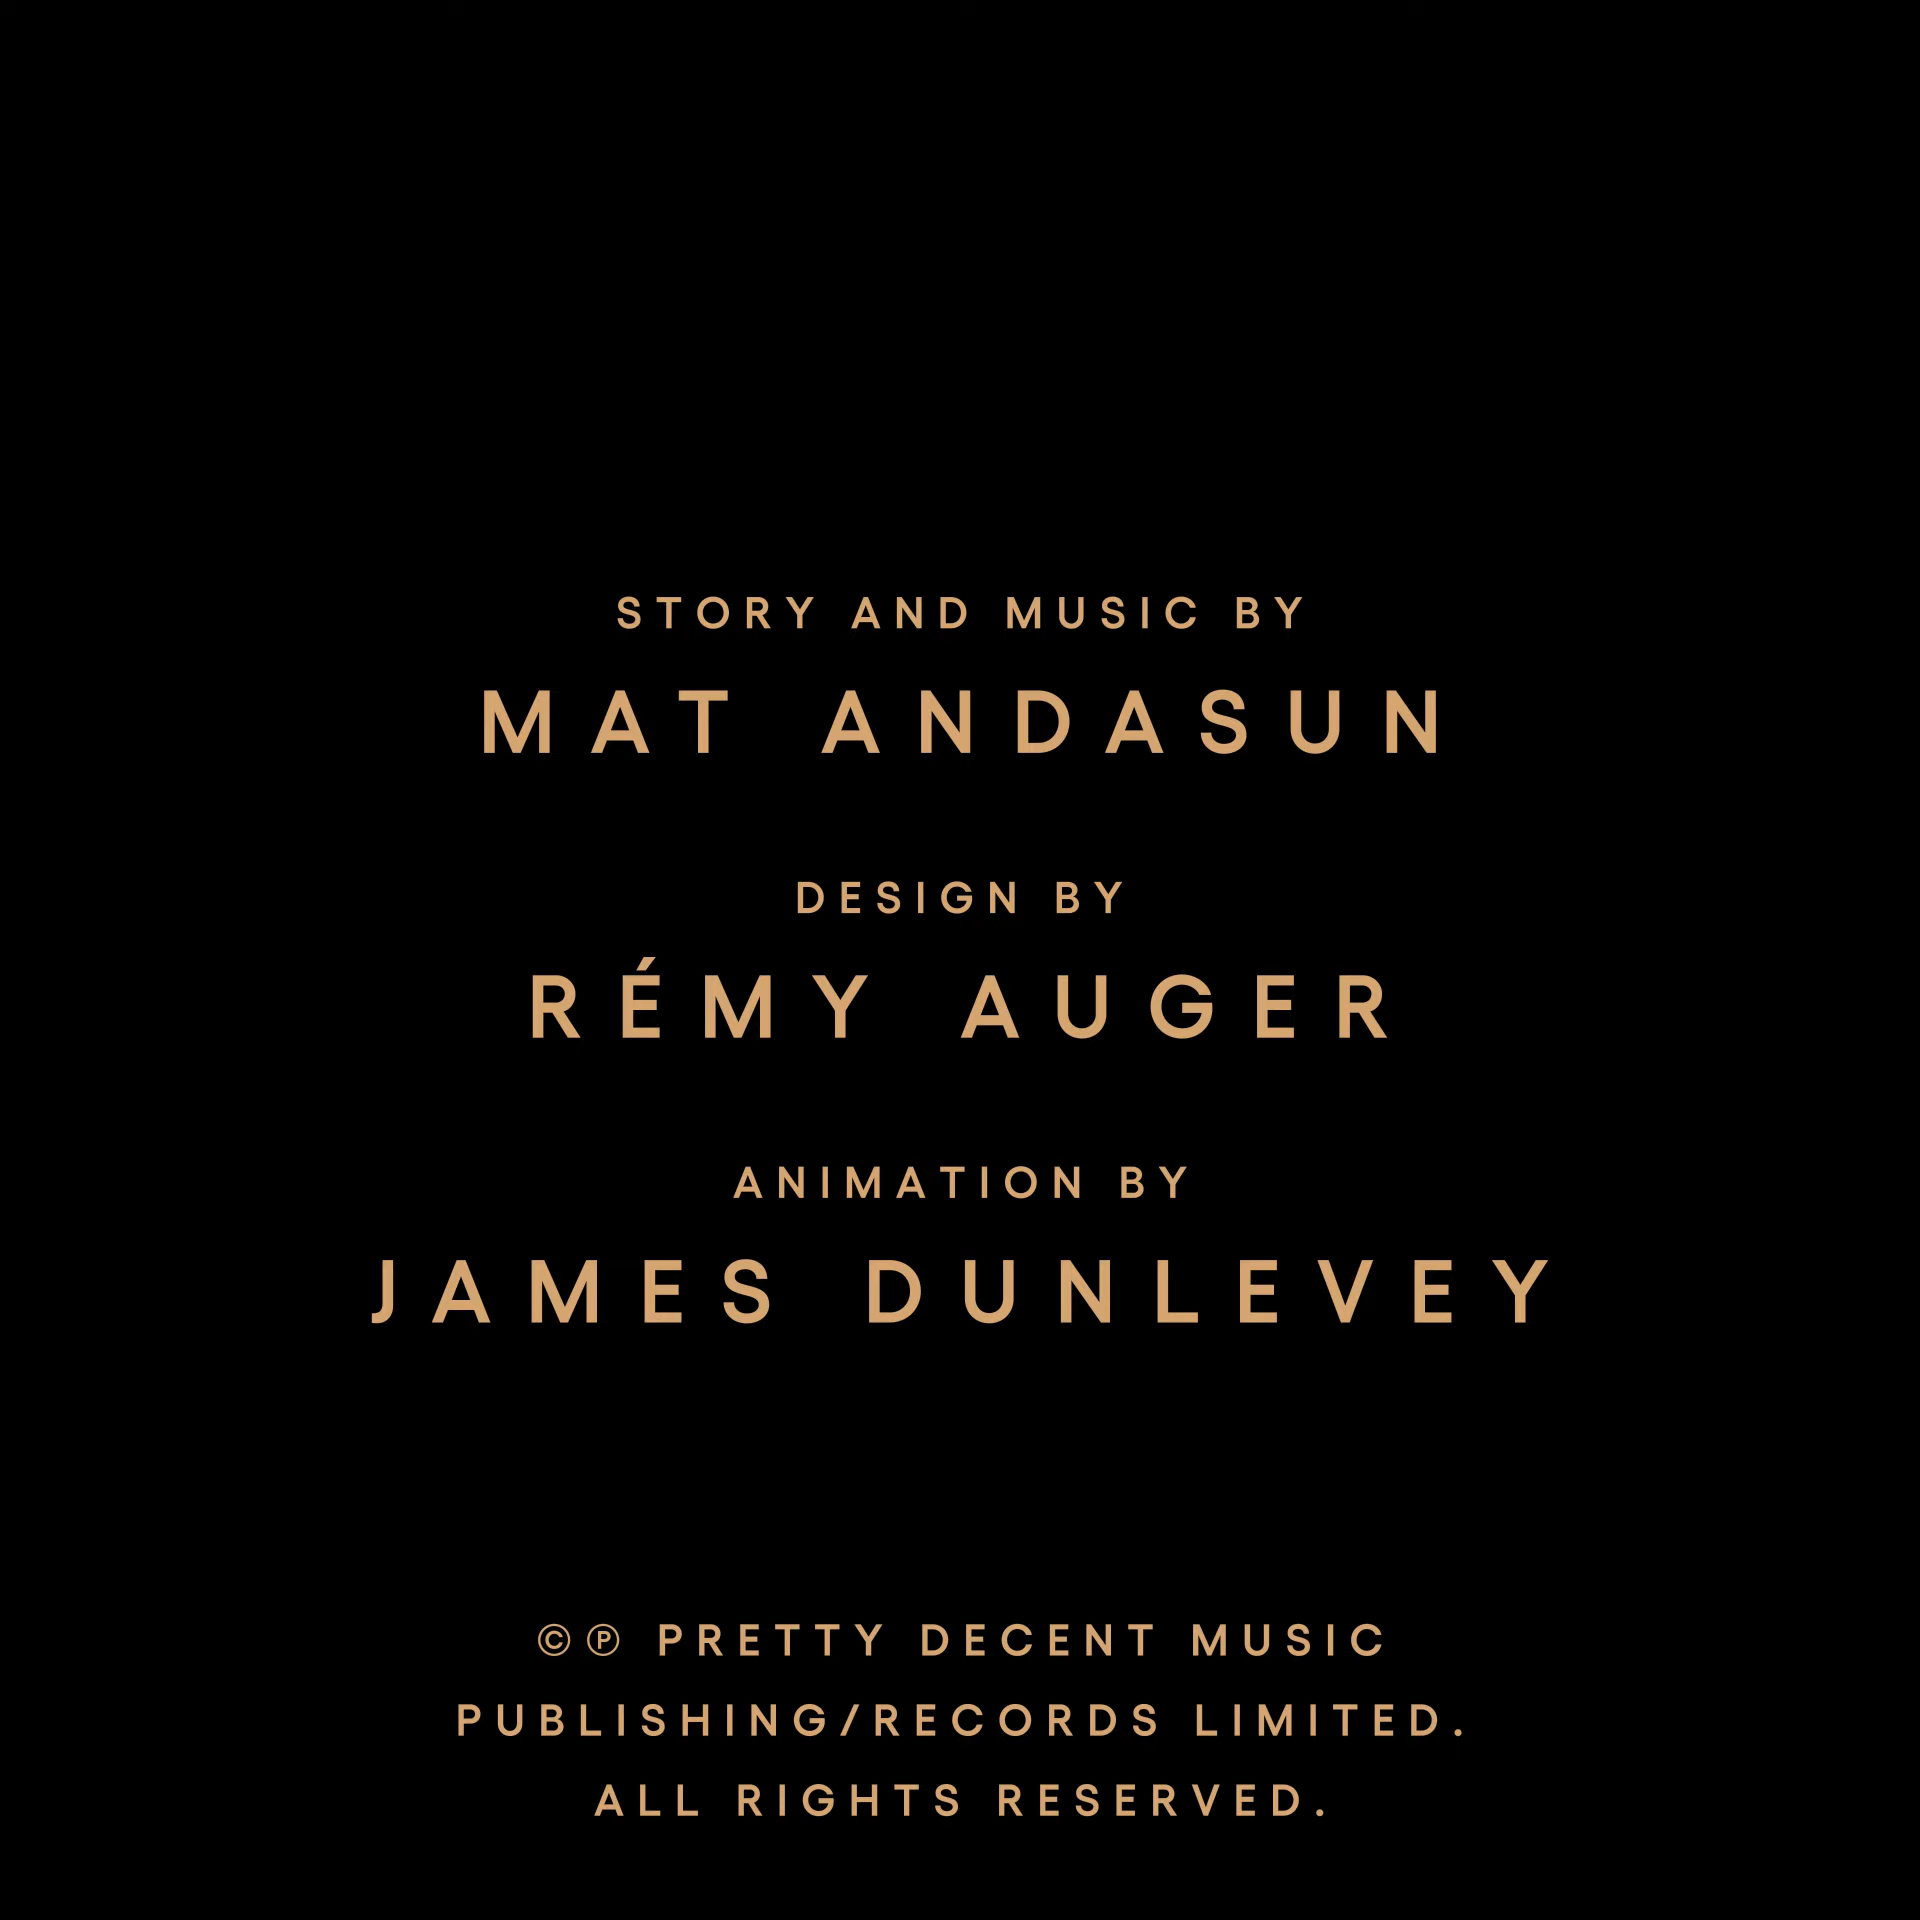 STORY AND MUSIC BY
MAT ANDASUN
DESIGN BY
RÉMY AUGER
ANIMATION BY
JAMES DUNLEVEY
©℗ PRETTY DECENT MUSIC
PUBLISHING/RECORDS LIMITED.
ALL RIGHTS RESERVED.